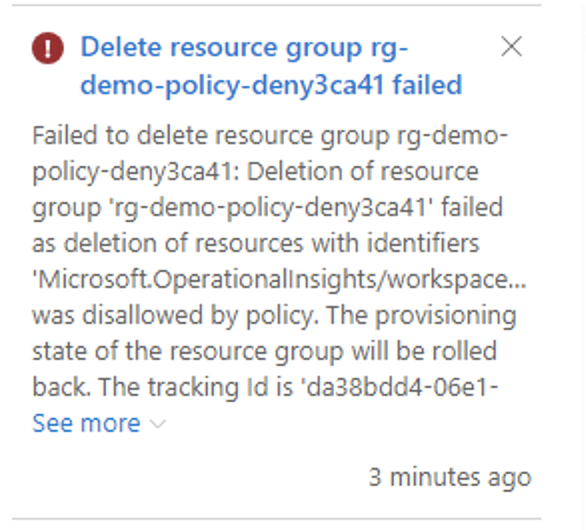 Delete resource group rg-
demo-policy-deny3ca41 failed
Failed to delete resource group rg-demo-
policy-deny3ca41: Deletion of resource
group 'rg-demo-policy-deny3ca41' failed
as deletion of resources with identifiers
'Microsoft.OperationalInsights/workspace...
was disallowed by policy. The provisioning
state of the resource group will be rolled
back. The tracking Id is 'da38bdd4-06e1-
See more
3 minutes ago